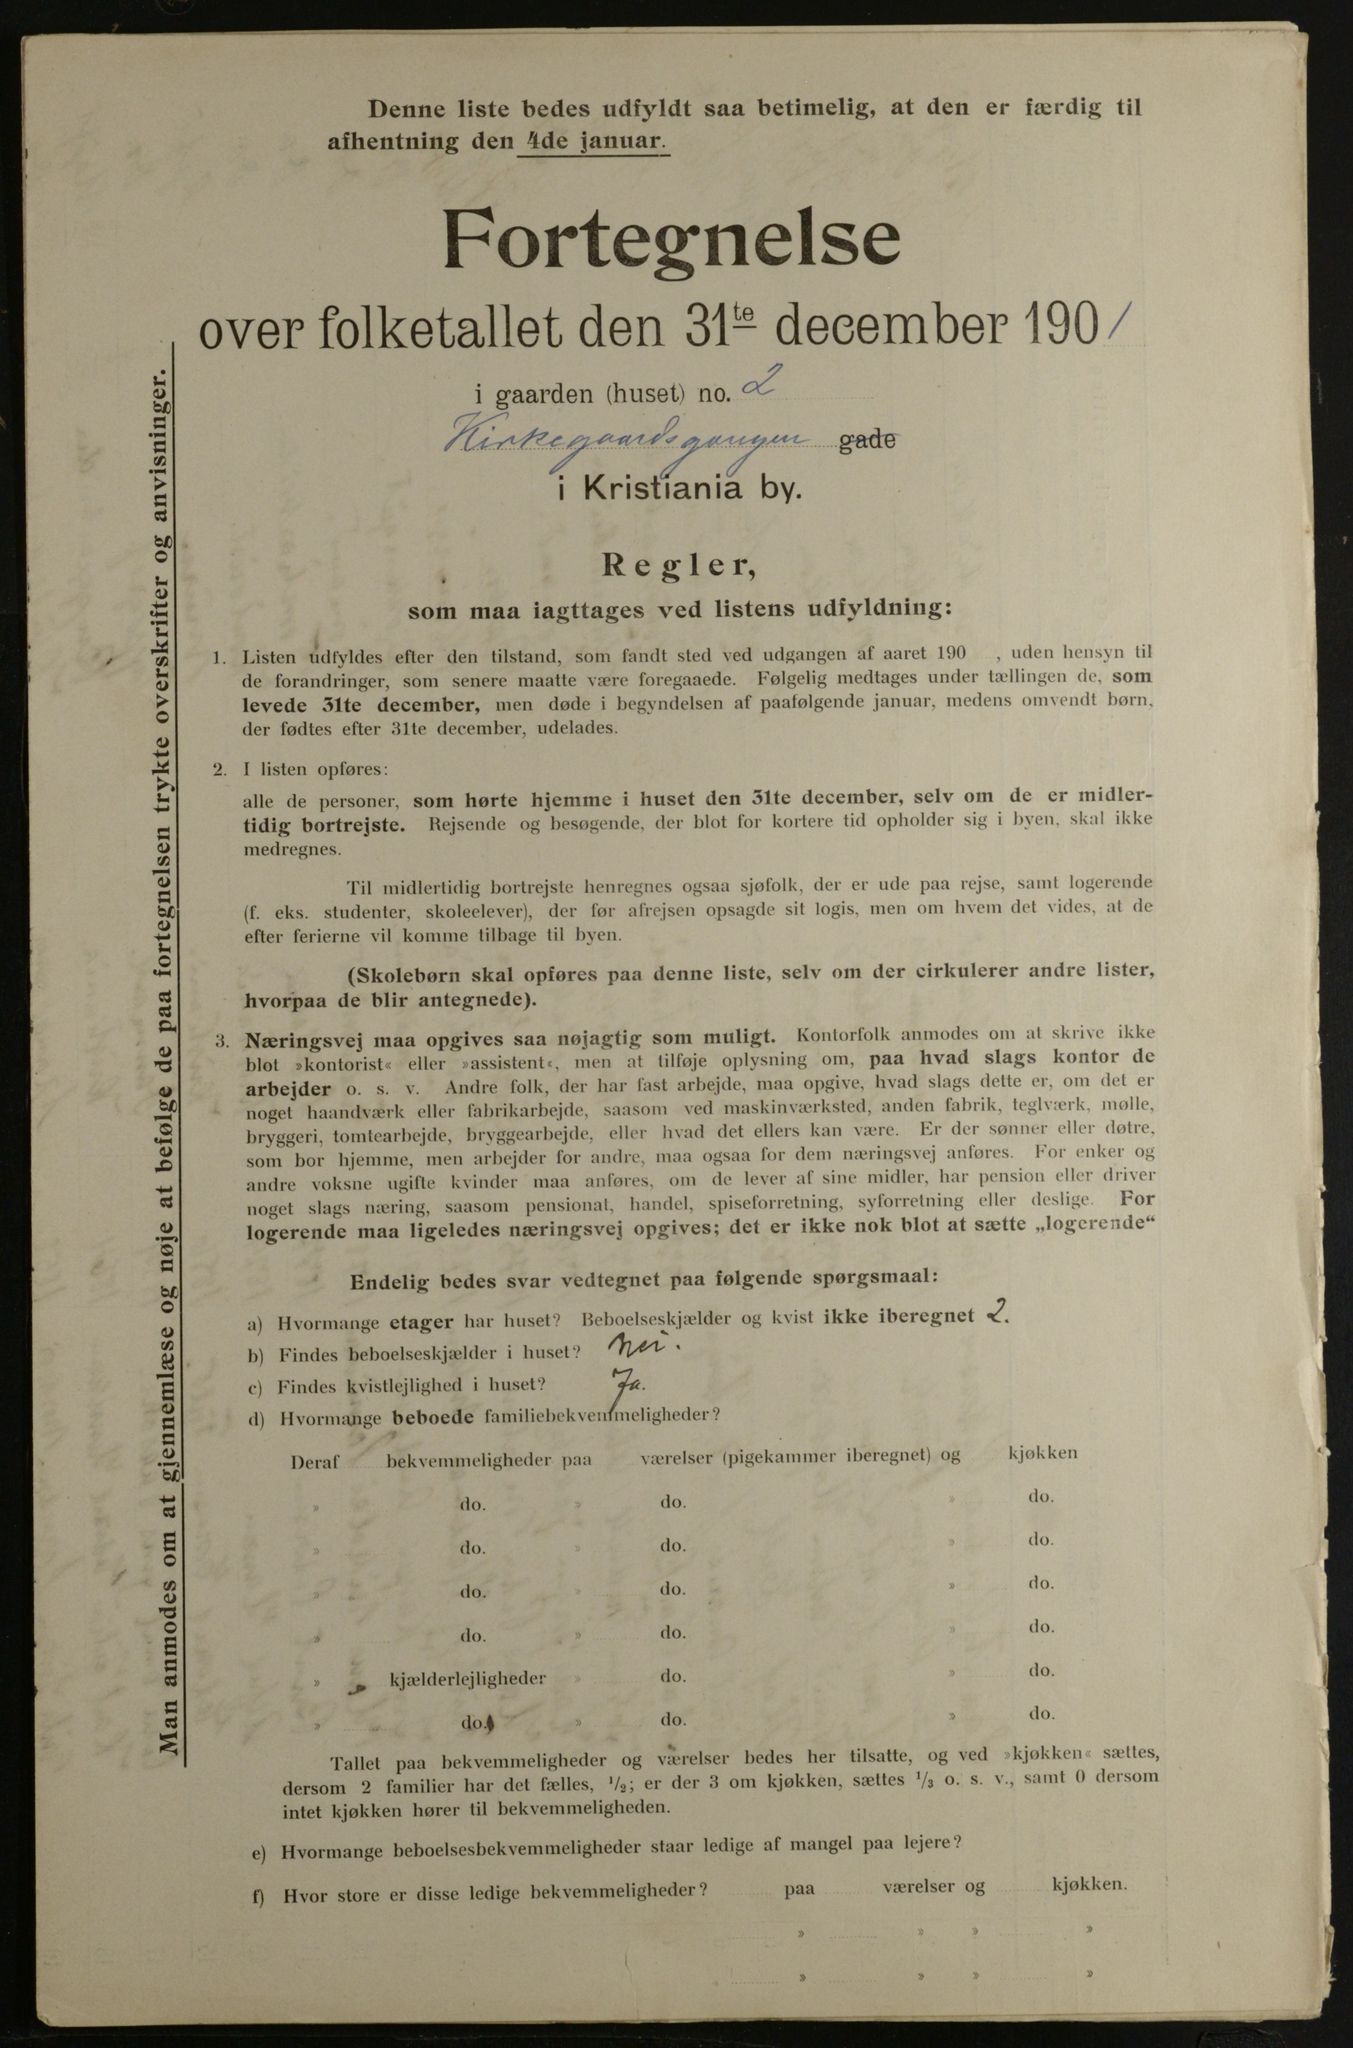 Denne liste bedes udfyldt saa betimelig, at den er færdig til
afhentning den 4de januar.
Fortegnelse
over folketallet den 31te december 1901
i gaarden (huset) no. 2
Kirkegaardsgangen gade
i Kristiania by.
Regler,
som maa iagttages ved listens udfyldning:
1. Listen udfyldes efter den tilstand, som fandt sted ved udgangen af aaret 190 , uden hensyn til
de forandringer, som senere maatte være foregaaede. Følgelig medtages under tællingen de, som
levede 31te december, men døde i begyndelsen af paafølgende januar, medens omvendt børn,
der fødtes efter 31te december, udelades.
2. I listen opføres:
alle de personer, som hørte hjemme i huset den 31te december, selv om de er midler-
tidig bortrejste. Rejsende og besøgende, der blot for kortere tid opholder sig i byen, skal ikke
medregnes.
Til midlertidig bortrejste henregnes ogsaa sjøfolk, der er ude paa rejse, samt logerende
(f. eks. studenter, skoleelever), der før afrejsen opsagde sit logis, men om hvem det vides, at de
efter ferierne vil komme tilbage til byen.
(Skolebørn skal opføres paa denne liste, selv om der cirkulerer andre lister,
hvorpaa de blir antegnede).
3. Næringsvej maa opgives saa nøjagtig som muligt. Kontorfolk anmodes om at skrive ikke
blot »kontorist« eller »assistent«, men at tilføje oplysning om, paa hvad slags kontor de
arbejder o. s. v. Andre folk, der har fast arbejde, maa opgive, hvad slags dette er, om det er
noget haandværk eller fabrikarbejde, saasom ved maskinværksted, anden fabrik, teglværk, mølle,
bryggeri, tomtearbejde, bryggearbejde, eller hvad det ellers kan være. Er der sønner eller døtre,
som bor hjemme, men arbejder for andre, maa ogsaa for dem næringsvej anføres. For enker og
andre voksne ugifte kvinder maa anføres, om de lever af sine midler, har pension eller driver
noget slags næring, saasom pensionat, handel, spiseforretning, syforretning eller deslige. For
logerende maa ligeledes næringsvej opgives; det er ikke nok blot at sætte „logerende“
Endelig bedes svar vedtegnet paa følgende spørgsmaal:
a) Hvormange etager har huset? Beboelseskjælder og kvist ikke iberegnet 2.
b) Findes beboelseskjælder i huset? Nei.
c) Findes kvistlejlighed i huset? Ja.
d) Hvormange beboede familiebekvemmeligheder?
Deraf bekvemmeligheder paa værelser (pigekammer iberegnet) og kjøkken
» do. » do. » do.
» do. » do. » do.
» do. » do. » do.
» do. » do. » do.
» kjælderlejligheder » do. » do.
» do. » do. » do.
Tallet paa bekvemmeligheder og værelser bedes her tilsatte, og ved »kjøkken« sættes,
dersom 2 familier har det fælles, 1/2; er der 3 om kjøkken, sættes 1/3 o. s. v., samt 0 dersom
intet kjøkken hører til bekvemmeligheden.
e) Hvormange beboelsesbekvemmeligheder staar ledige af mangel paa lejere?
f) Hvor store er disse ledige bekvemmeligheder? paa værelser og kjøkken.
» » » »
» » » »
Man anmodes om at gjennemlæse og nøje at befølge de paa fortegnelsen trykte overskrifter og anvisninger.